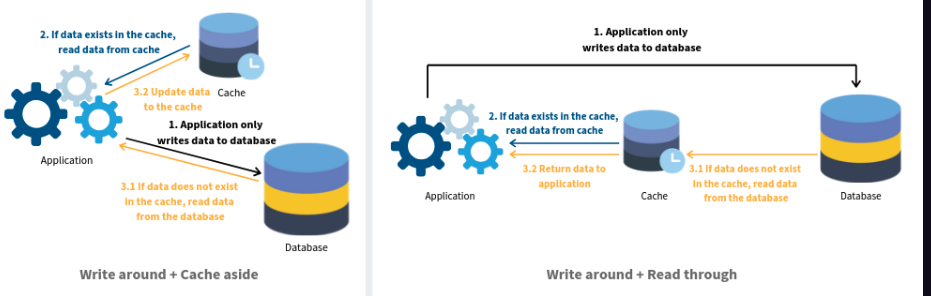 2. If data exists in the cache,
read data from cache
3.2 Update data
to the cache
Cache
1. Application only
writes data to database
Application
3.1 If data does not exist
in the cache, read data
from the database
Database
Write around + Cache aside
1. Application only
writes data to database
2. If data exists in the cache,
read data from cache
3.2 Return data to
application
3.1 If data does not exist
in the cache, read data
from the database
Application
Cache
Database
Write around + Read through